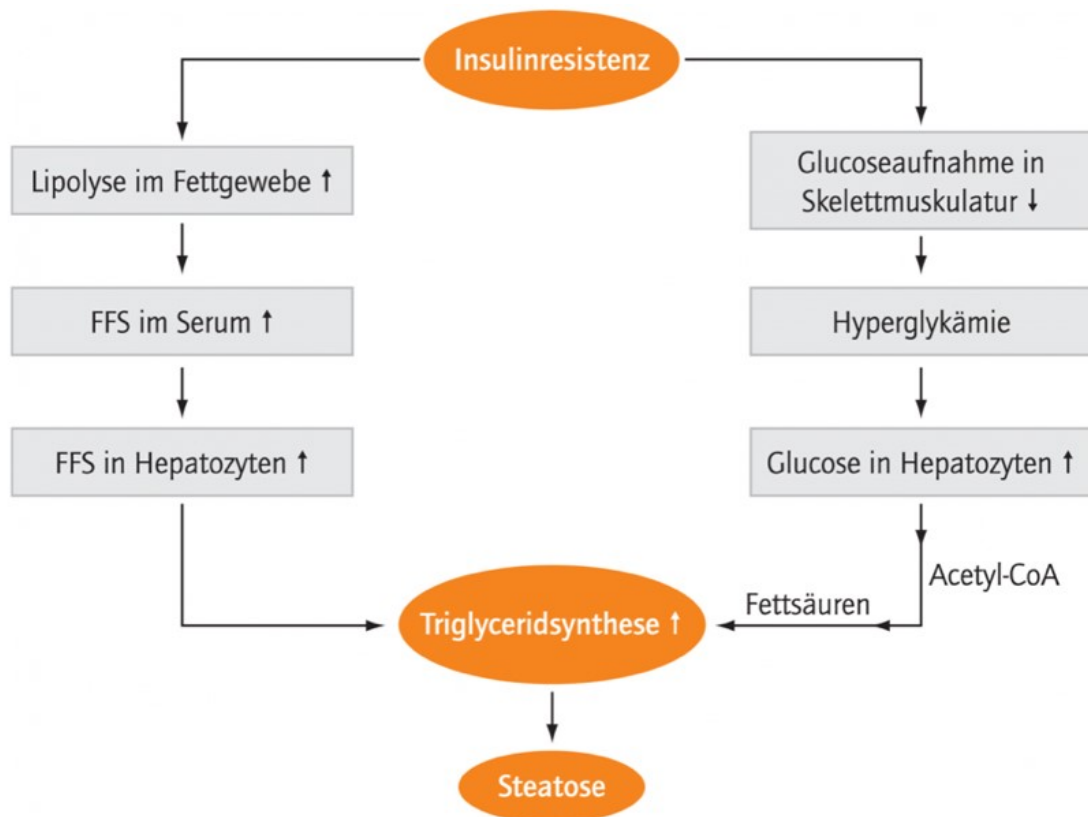 Insulinresistenz
Lipolyse im Fettgewebe ↑
FFS im Serum ↑
FFS in Hepatozyten ↑
Glucoseaufnahme in
Skelettmuskulatur ↓
Hyperglykämie
Glucose in Hepatozyten ↑
Acetyl-CoA
Fettsäuren
Triglyceridsynthese ↑
Steatose